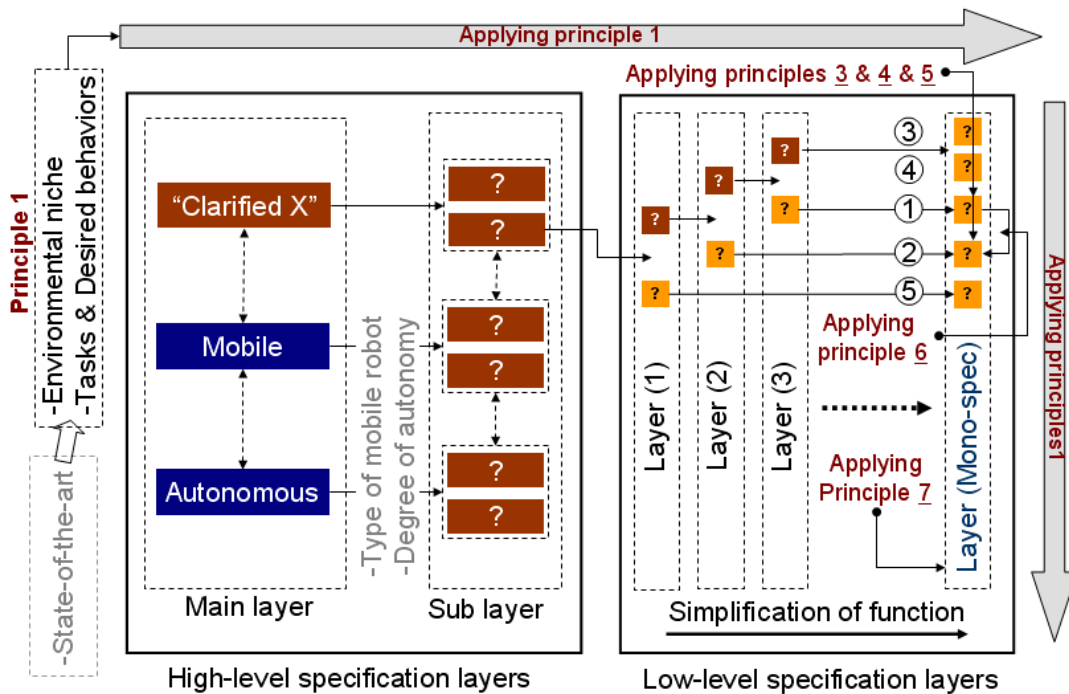 Applying principle 1
Applying principles 3 & 4 & 5
Principle 1
-Environmental niche
-Tasks & Desired behaviors
-State-of-the-art
"Clarified X"
Mobile
Autonomous
Main layer
-Type of mobile robot
-Degree of autonomy
?
?
?
?
?
?
Sub layer
High-level specification layers
?
?
Layer (1)
?
?
Layer (2)
?
?
Layer (3)
3
4
1
2
5
?
?
?
?
?
Applying
principle 6
Applying
Principle 7
Layer (Mono-spec)
Simplification of function
Low-level specification layers
Applying principles1